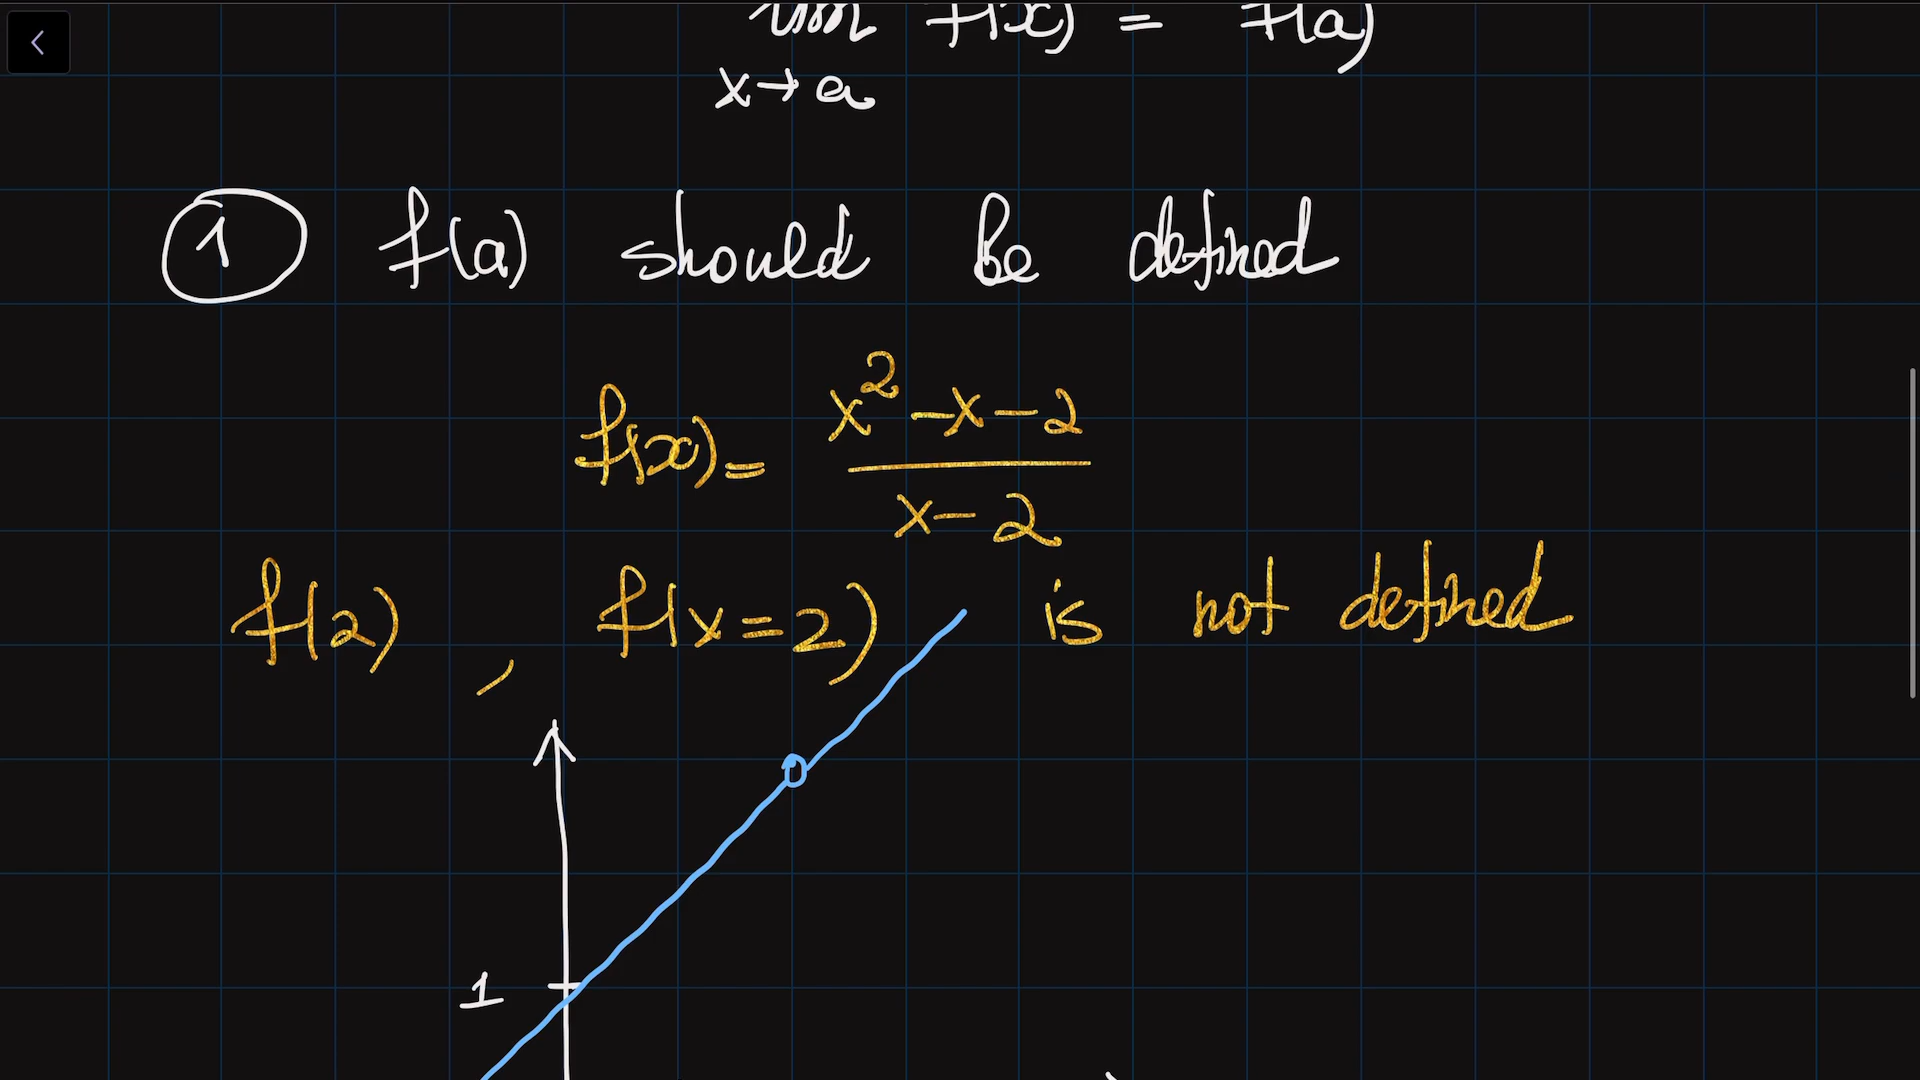 lim f(x) = f(a)
x→a
1 f(a) should be defined
f(x) = x²-x-2
x-2
f(2) , f(x=2) is not defined
1